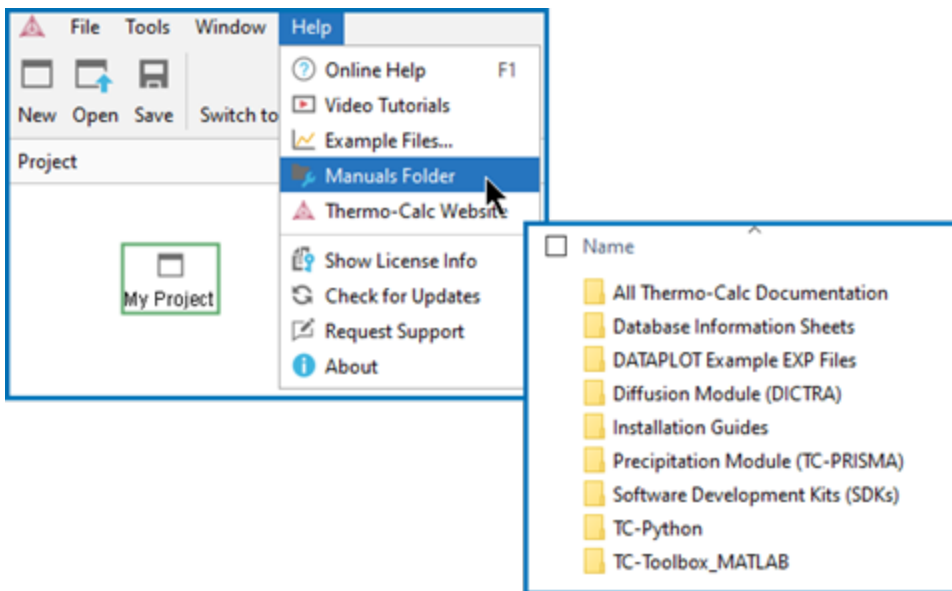 File Tools Window Help
New Open Save Switch to
Project
My Project
Online Help F1
Video Tutorials
Example Files...
Manuals Folder
Thermo-Calc Website
Show License Info
Check for Updates
Request Support
About
Name
All Thermo-Calc Documentation
Database Information Sheets
DATAPLOT Example EXP Files
Diffusion Module (DICTRA)
Installation Guides
Precipitation Module (TC-PRISMA)
Software Development Kits (SDKs)
TC-Python
TC-Toolbox_MATLAB